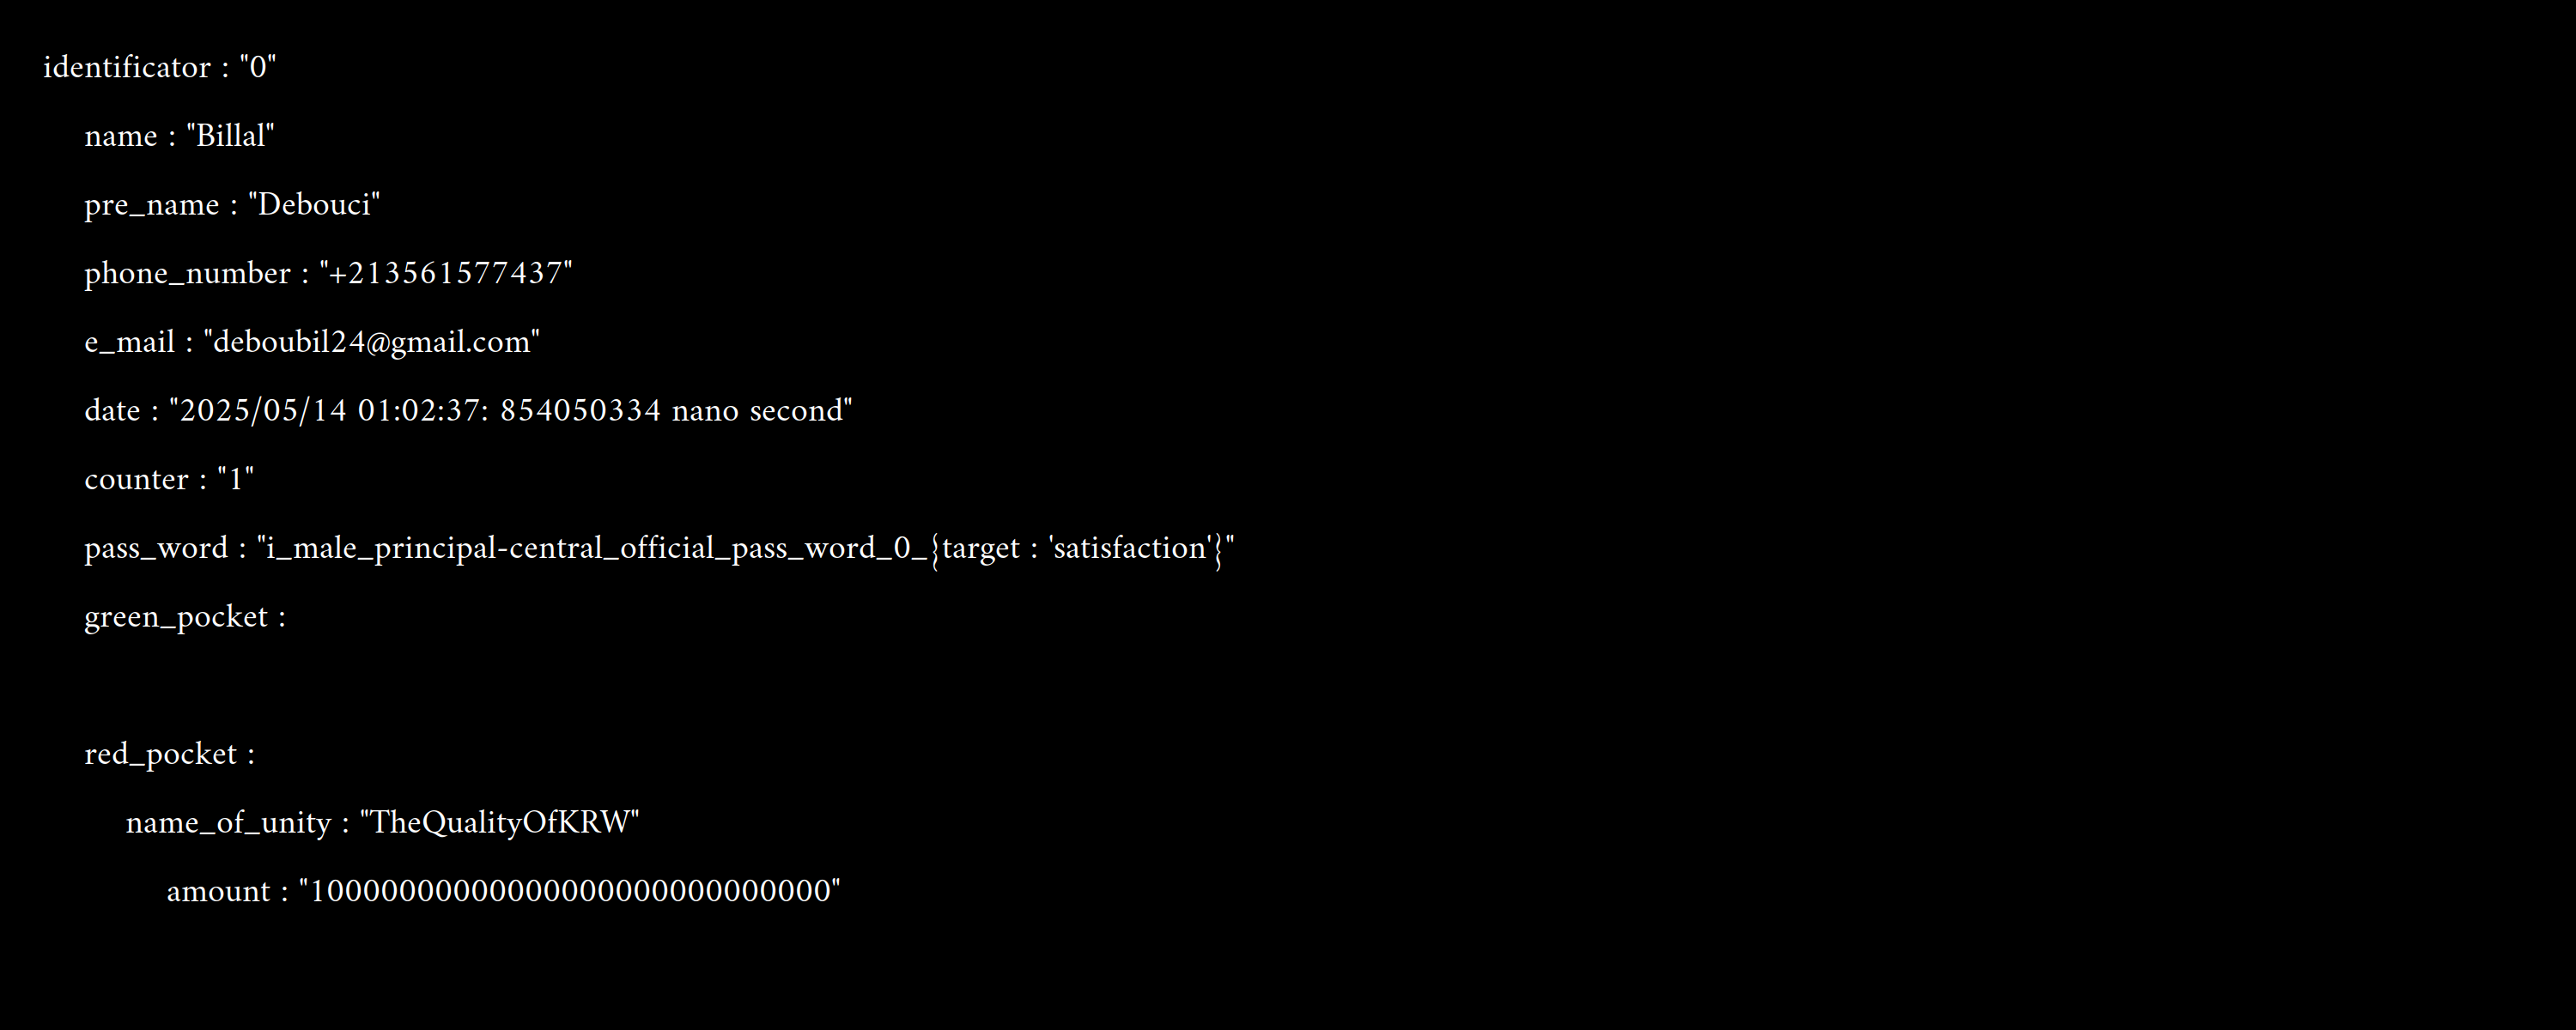 identificator : "0"
name : "Billal"
pre_name : "Debouci"
phone_number : "+213561577437"
e_mail : "deboubil24@gmail.com"
date : "2025/05/14 01:02:37: 854050334 nano second"
counter : "1"
pass_word : "i_male_principal-central_official_pass_word_0_{target : 'satisfaction'}"
green_pocket :
red_pocket :
name_of_unity : "TheQualityOfKRW"
amount : "10000000000000000000000000000"